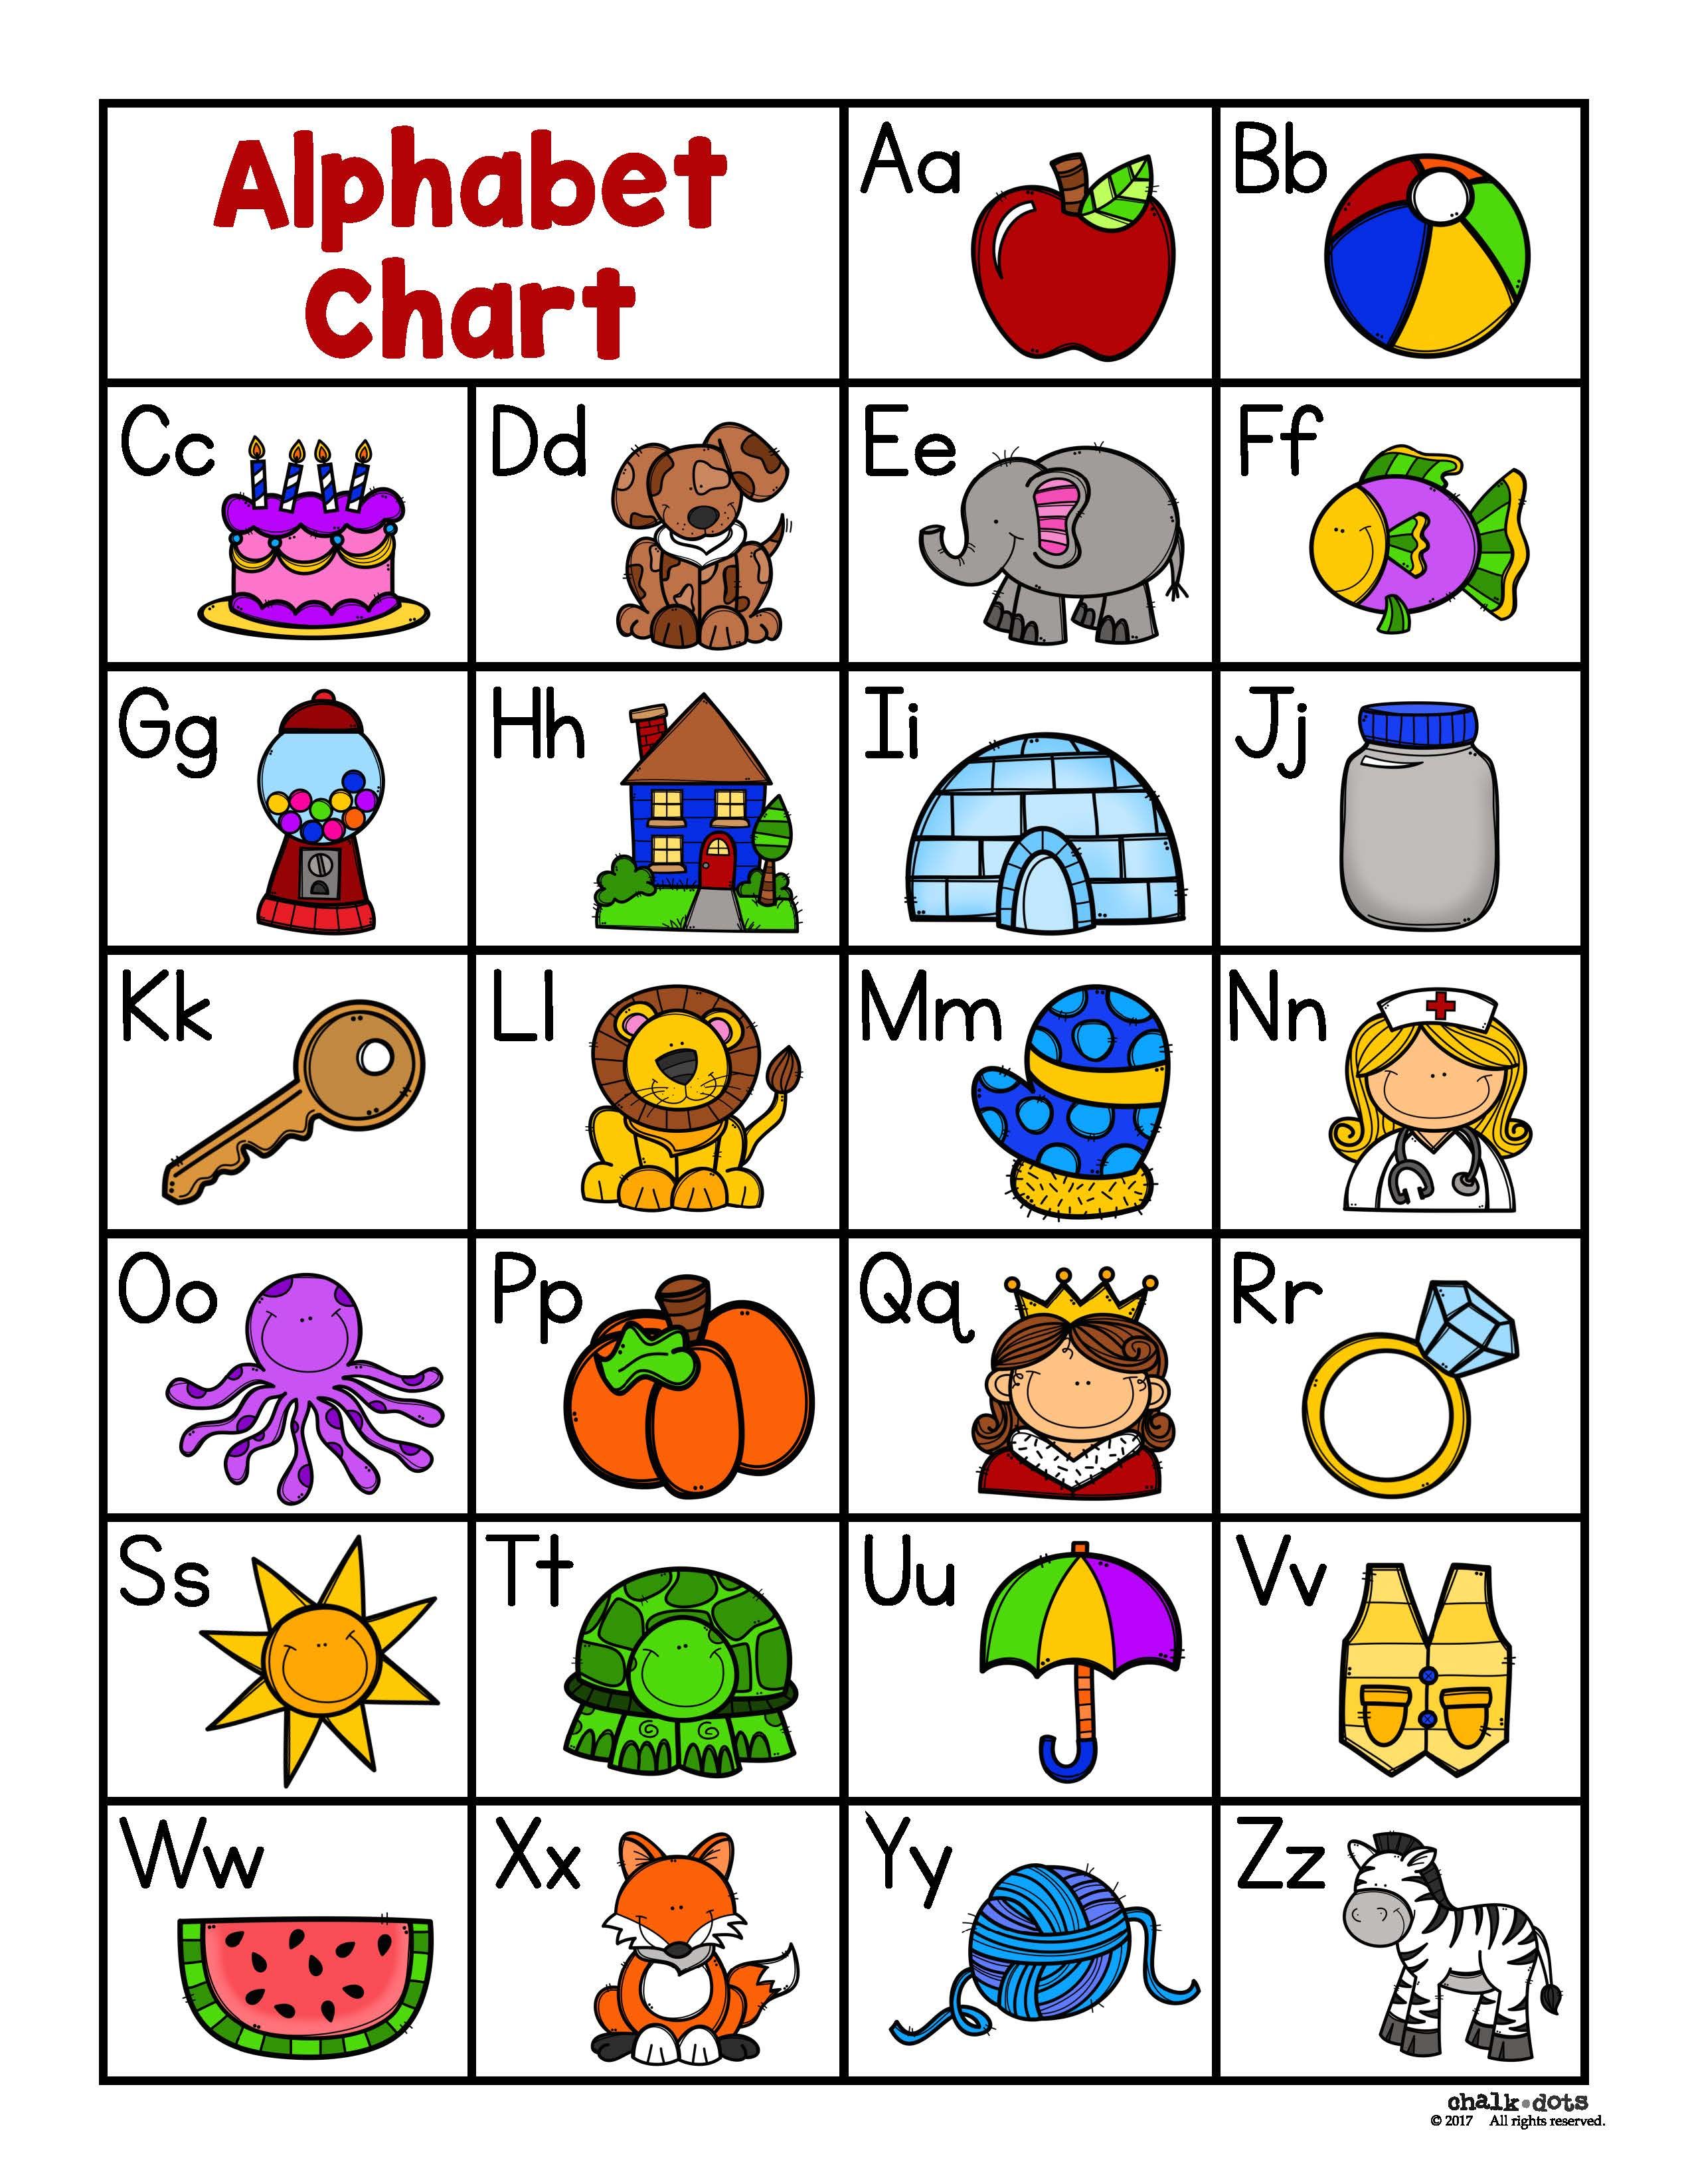 Alphabet
Chart
Aa
Bb
Cc
Dd
Ee
Ff
Gg
Hh
Ii
Jj
Kk
Ll
Mm
Nn
Oo
Pp
Qq
Rr
Ss
Tt
Uu
Vv
Ww
Xx
Yy
Zz
chalk•dots
© 2017 All rights reserved.